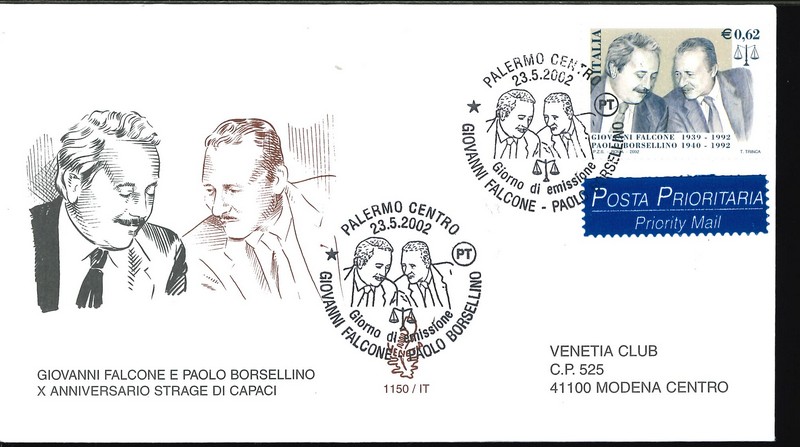 PALERMO CENTRO
23.5.2002
PT
GIOVANNI FALCONE - PAOLO BORSELLINO
Giorno di emissione
D'ITALIA
€ 0,62
GIOVANNI FALCONE 1939 - 1992
PAOLO BORSELLINO 1940 - 1992
2002
T. TRINCA
POSTA PRIORITARIA
Priority Mail
PALERMO CENTRO
23.5.2002
PT
GIOVANNI FALCONE - PAOLO BORSELLINO
Giorno di emissione
GIOVANNI FALCONE E PAOLO BORSELLINO
X ANNIVERSARIO STRAGE DI CAPACI
1150 / IT
VENETIA CLUB
C.P. 525
41100 MODENA CENTRO